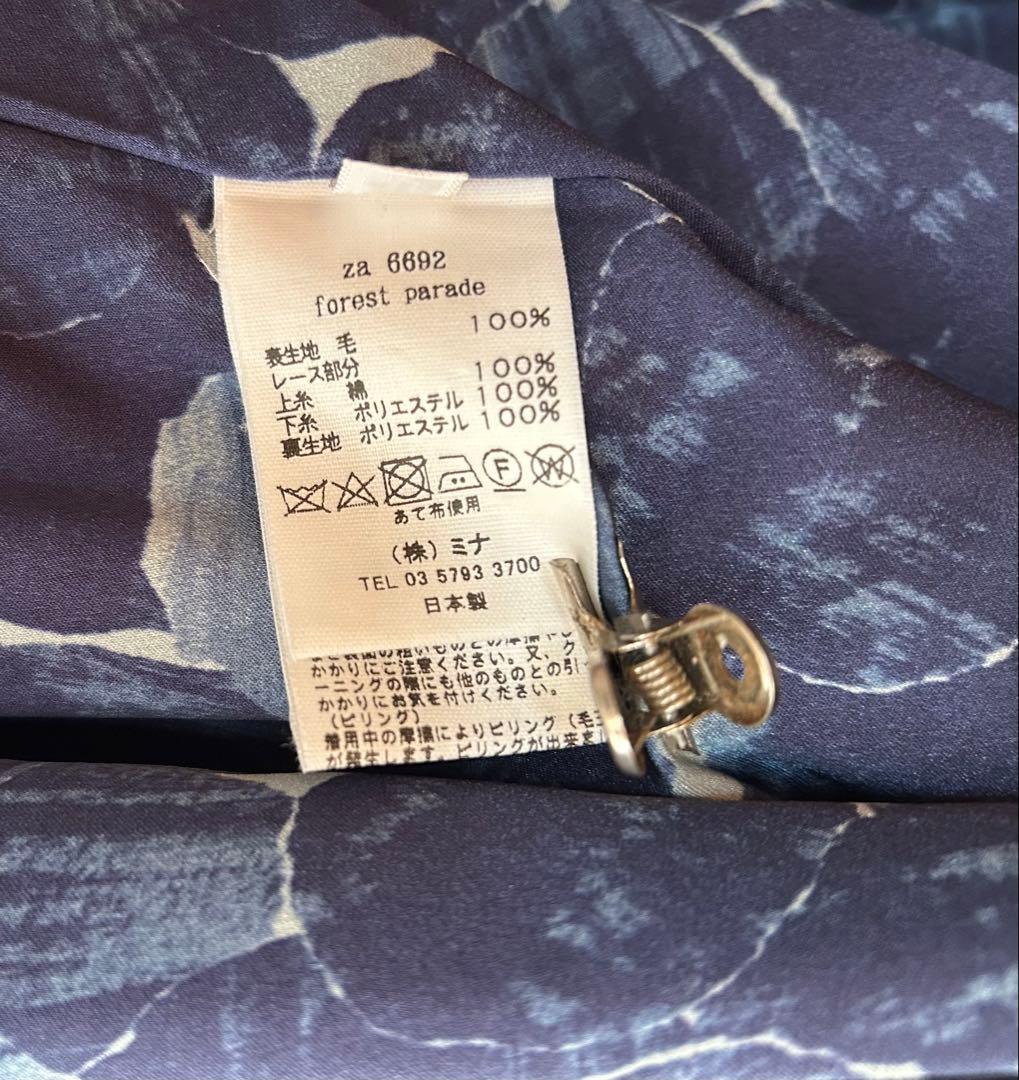 za 6692
forest parade
表生地 毛 100%
レース部分
上糸 綿 100%
下糸 ポリエステル 100%
裏生地 ポリエステル 100%
F W
あて布使用
(株)ミナ
TEL 03 5793 3700
日本製
かかりにご注意ください。又、ク
ーニングの際にも他のものとの引
かかりにお気を付けください。
(ピリング)
着用中の摩擦によりピリング(毛玉
が発生します。ピリングが出来ま